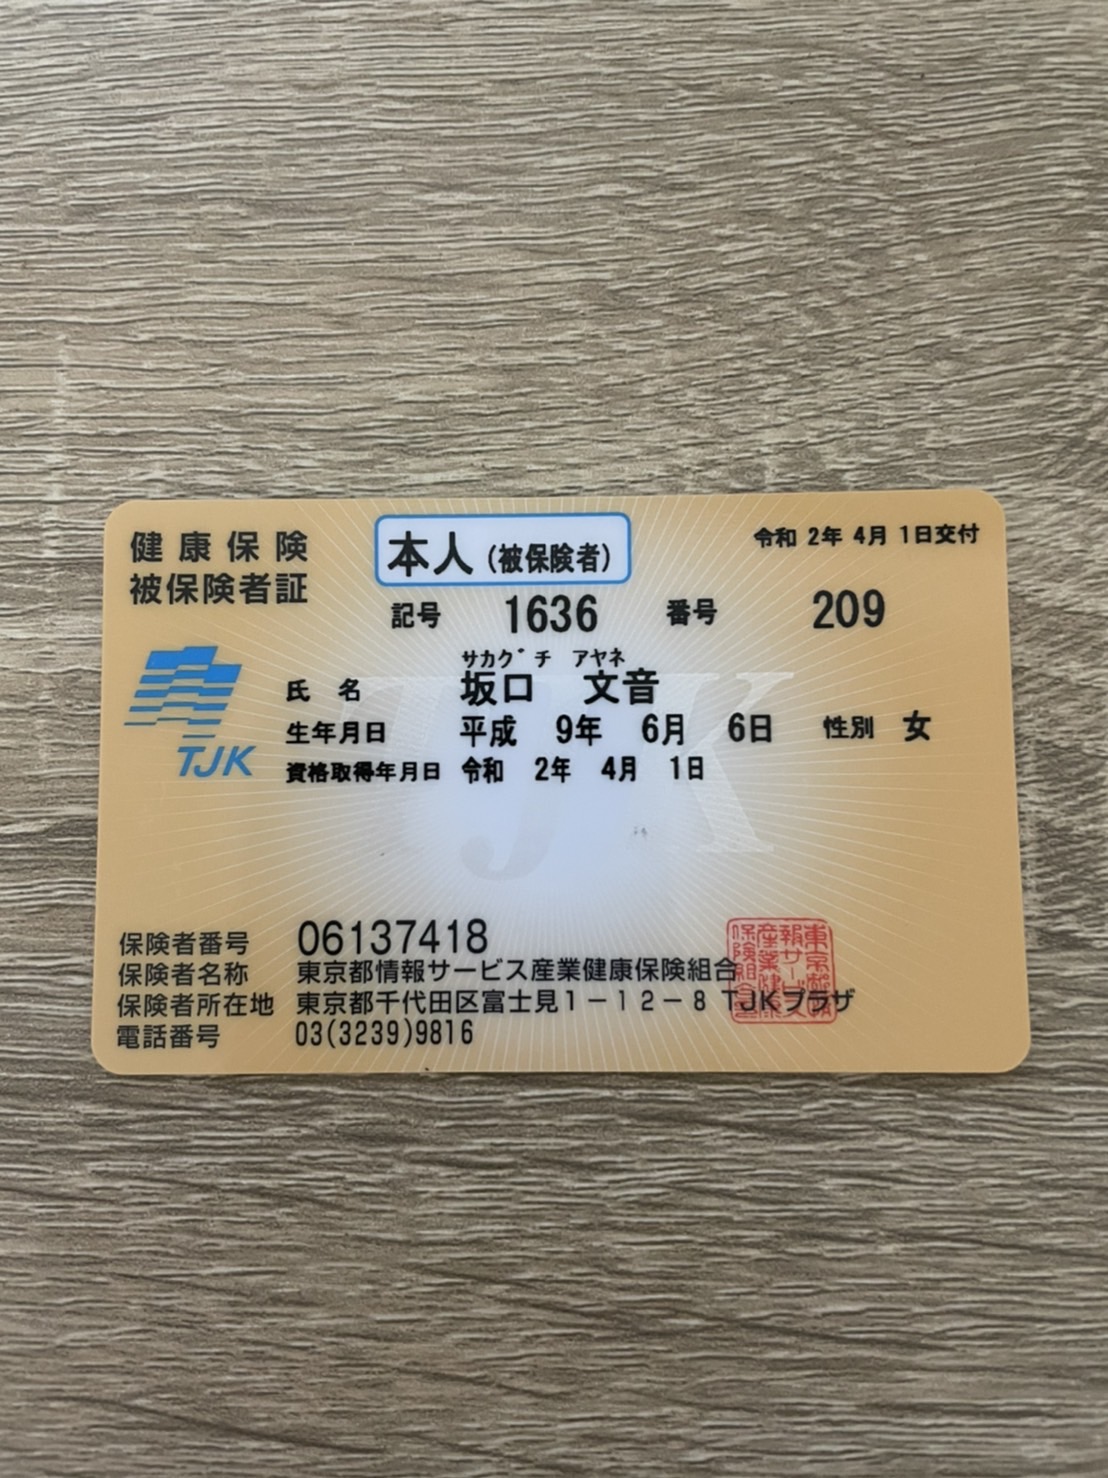 健康保険
被保険者証
本人(被保険者)
令和 2年 4月 1日交付
記号 1636 番号 209
サカグチ アヤネ
氏名 坂口 文音
生年月日 平成 9年 6月 6日 性別 女
資格取得年月日 令和 2年 4月 1日
TJK
TJK
保険者番号 06137418
保険者名称 東京都情報サービス産業健康保険組合
保険者所在地 東京都千代田区富士見1-12-8 TJKプラザ
電話番号 03(3239)9816